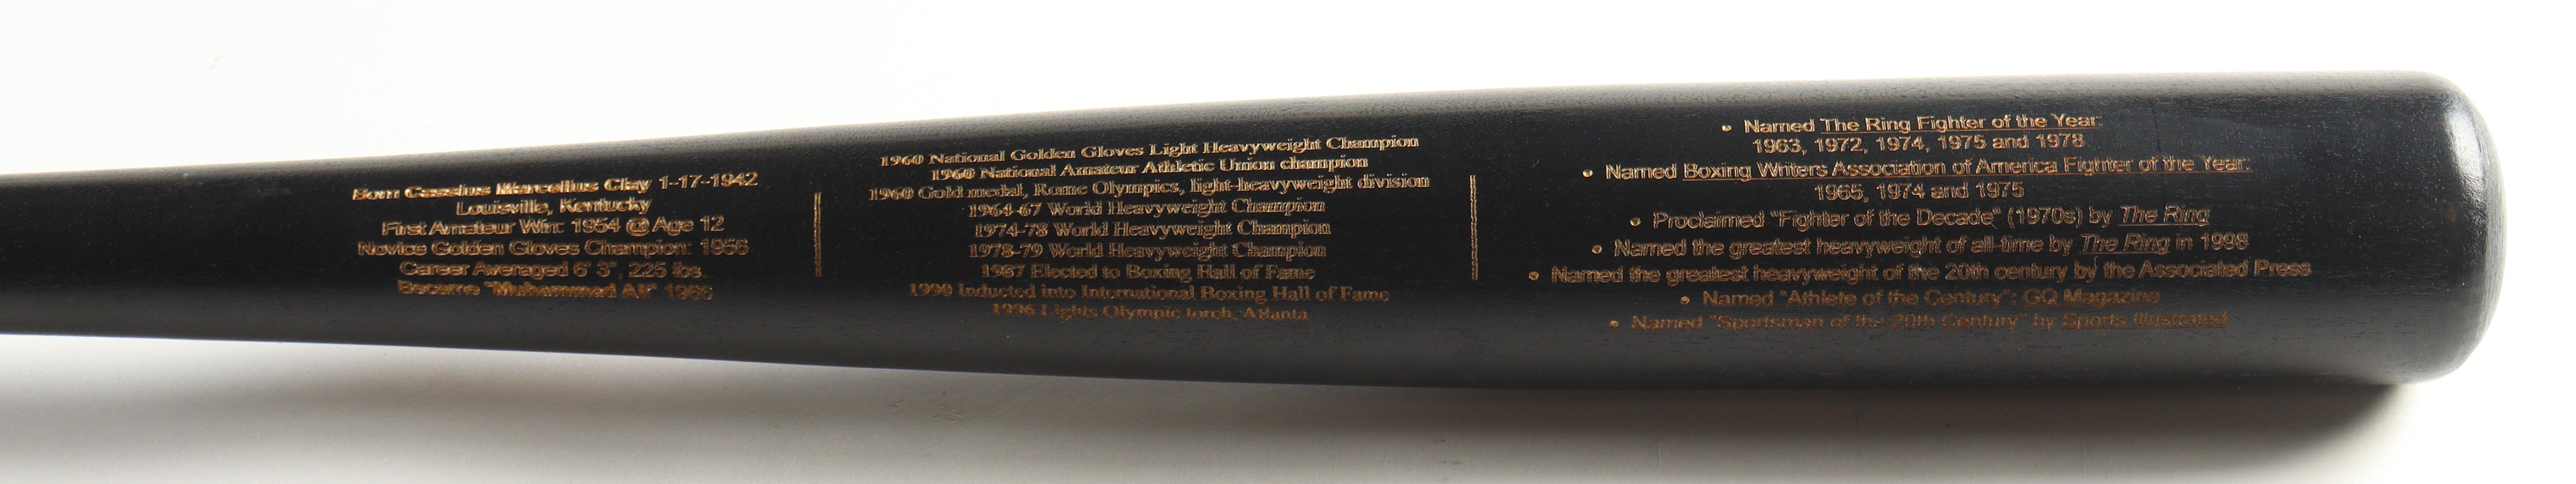 Born Cassius Marcellus Clay 1-17-1942
Louisville, Kentucky
First Amateur Win: 1954 @ Age 12
Novice Golden Gloves Champion: 1956
Career Averaged 6' 3", 225 lbs.
Became "Muhammad Ali" 1966
1960 National Golden Gloves Light Heavyweight Champion
1960 National Amateur Athletic Union champion
1960 Gold medal, Rome Olympics, light-heavyweight division
1964-67 World Heavyweight Champion
1974-78 World Heavyweight Champion
1978-79 World Heavyweight Champion
1987 Elected to Boxing Hall of Fame
1990 Inducted into International Boxing Hall of Fame
1996 Lights Olympic torch, Atlanta
• Named The Ring Fighter of the Year:
1963, 1972, 1974, 1975 and 1978
• Named Boxing Writers Association of America Fighter of the Year:
1965, 1974 and 1975
• Proclaimed "Fighter of the Decade" (1970s) by The Ring
• Named the greatest heavyweight of all-time by The Ring in 1998
• Named the greatest heavyweight of the 20th century by the Associated Press
• Named "Athlete of the Century": GQ Magazine
• Named "Sportsman of the 20th Century" by Sports Illustrated